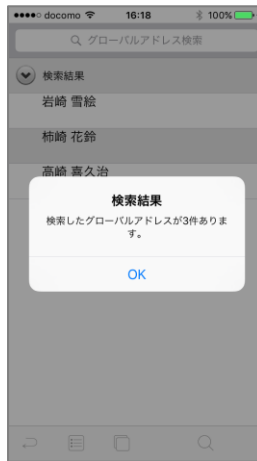 docomo 16:18 100%
グローバルアドレス検索
検索結果
岩崎 雪絵
柿崎 花鈴
高崎 喜久治
検索結果
検索したグローバルアドレスが3件ありま
す。
OK